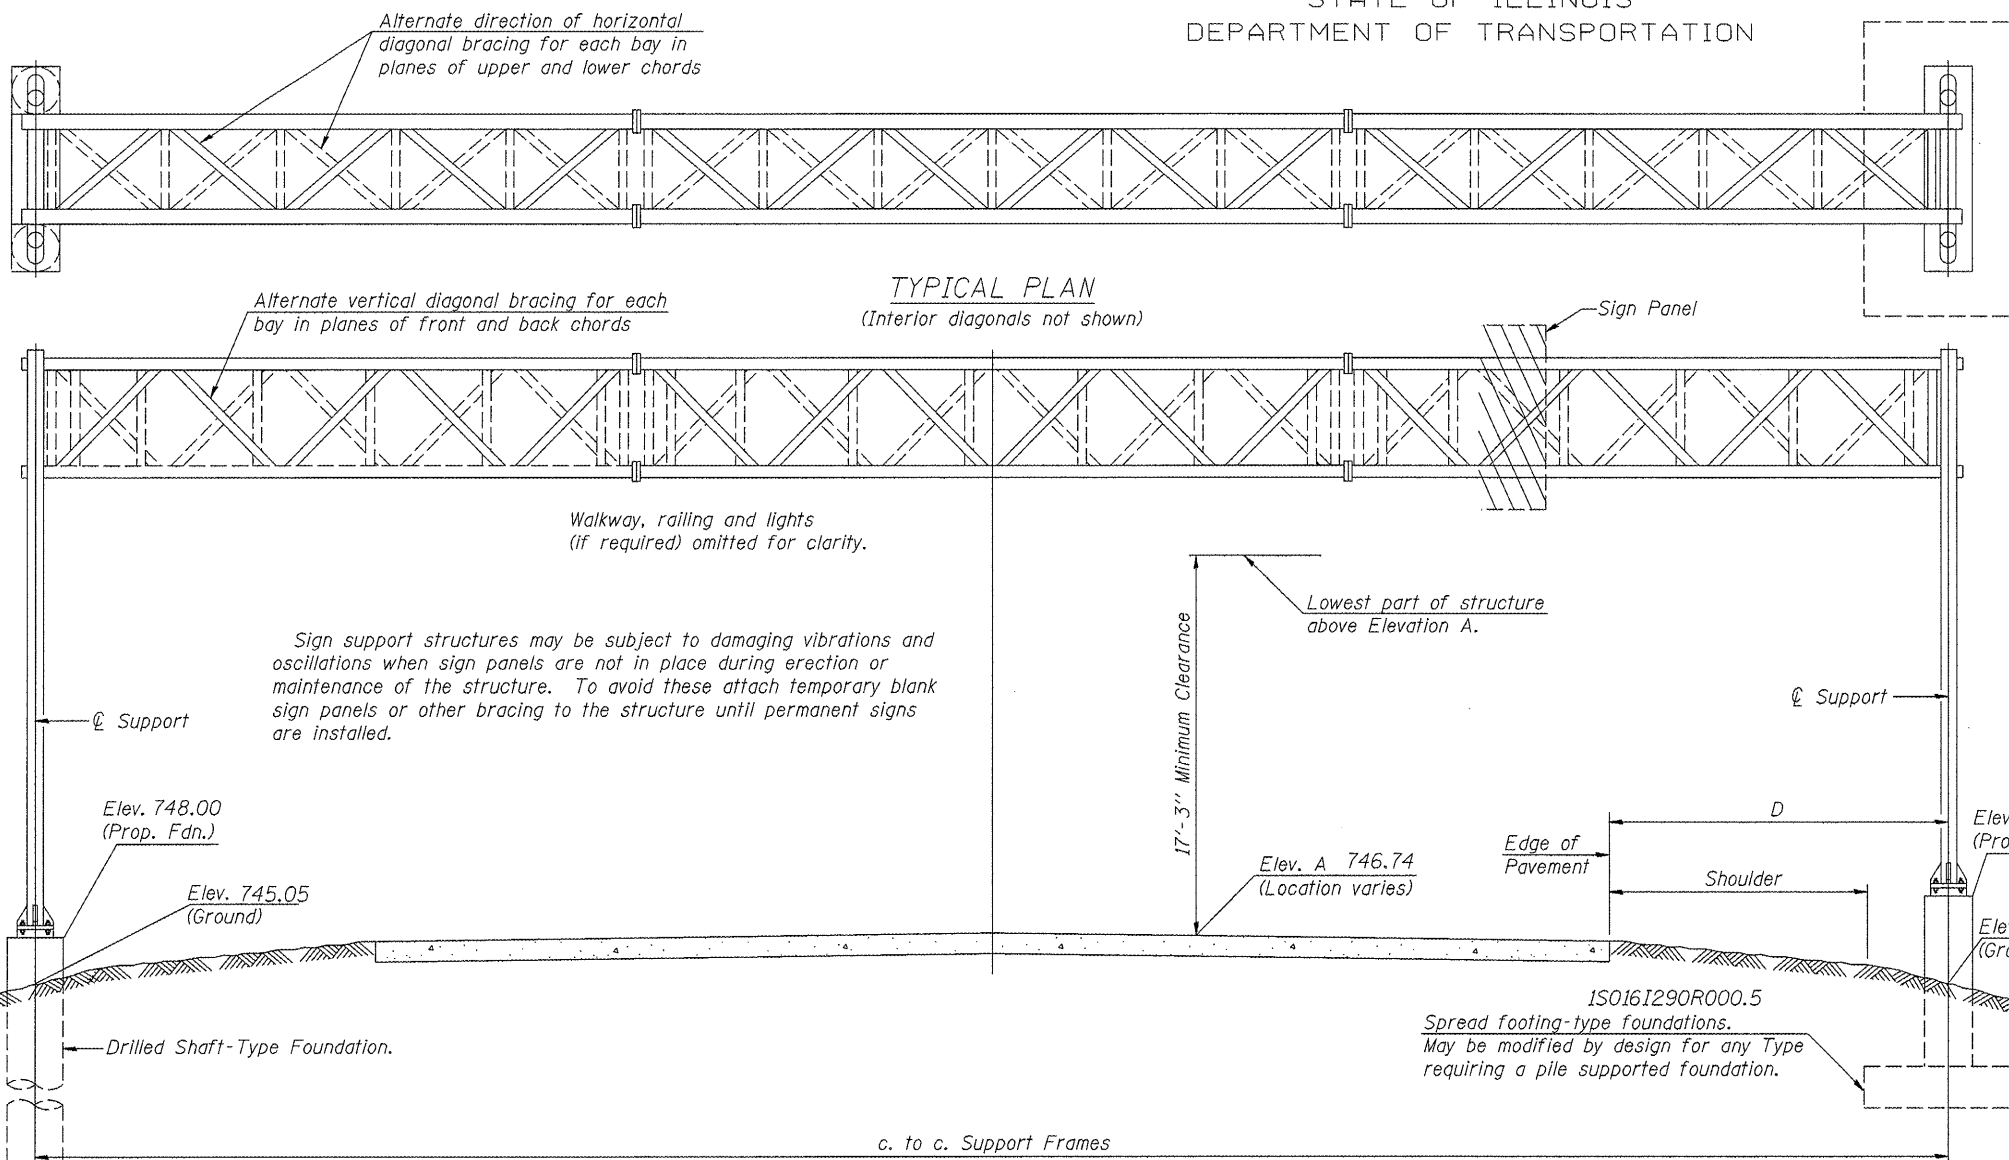 STATE OF ILLINOIS
DEPARTMENT OF TRANSPORTATION
Alternate direction of horizontal
diagonal bracing for each bay in
planes of upper and lower chords
TYPICAL PLAN
(Interior diagonals not shown)
Alternate vertical diagonal bracing for each
bay in planes of front and back chords
Sign Panel
Walkway, railing and lights
(if required) omitted for clarity.
Lowest part of structure
above Elevation A.
17'-3" Minimum Clearance
Sign support structures may be subject to damaging vibrations and
oscillations when sign panels are not in place during erection or
maintenance of the structure. To avoid these attach temporary blank
sign panels or other bracing to the structure until permanent signs
are installed.
℄ Support
℄ Support
Elev. 748.00
(Prop. Fdn.)
Elev. 745.05
(Ground)
D
Edge of
Pavement
Shoulder
Elev. A 746.74
(Location varies)
Elev
(Pro
Ele
(Gr
1S016I290R000.5
Spread footing-type foundations.
May be modified by design for any Type
requiring a pile supported foundation.
Drilled Shaft-Type Foundation.
c. to c. Support Frames